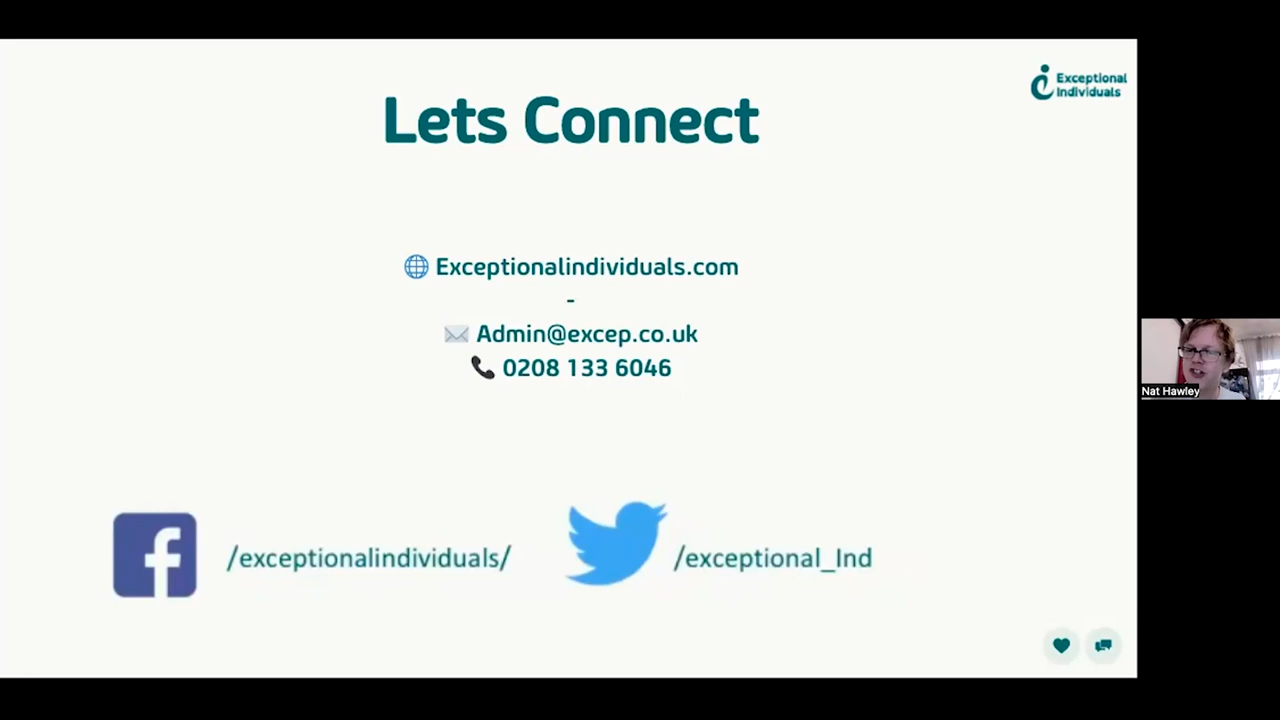 Exceptional
Individuals
Lets Connect
Exceptionalindividuals.com
-
Admin@excep.co.uk
0208 133 6046
/exceptionalindividuals/
/exceptional_Ind
Nat Hawley